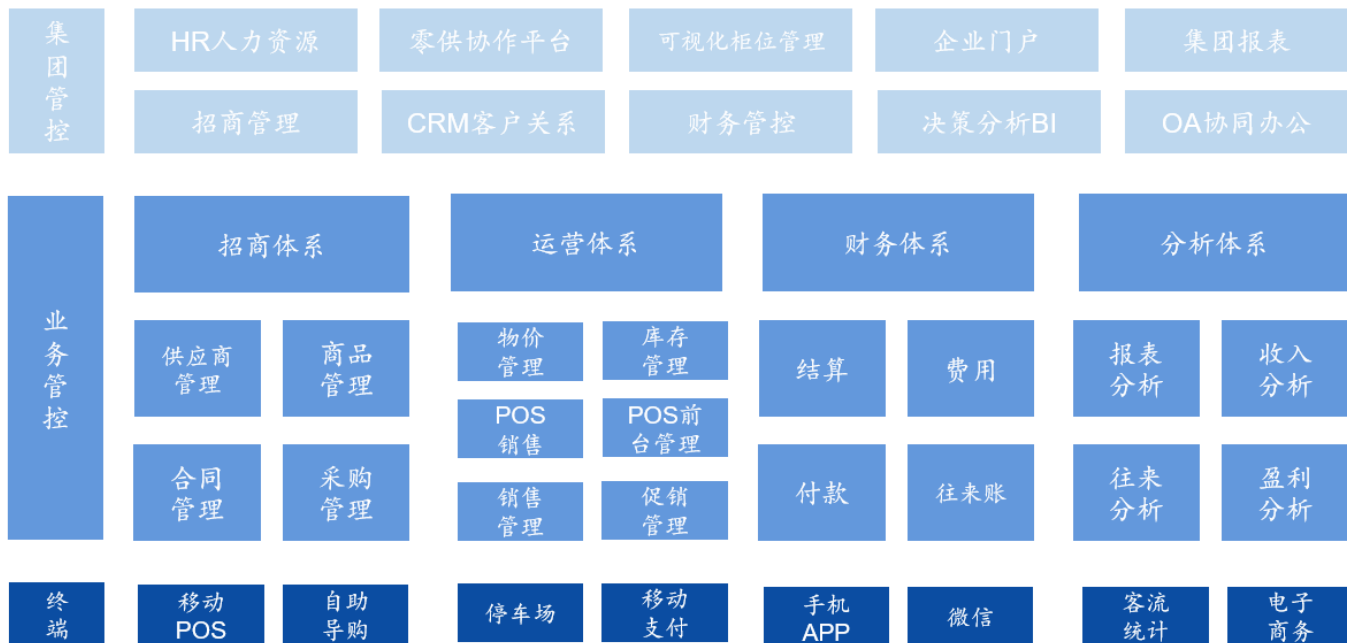 集
团
管
控
HR人力资源
零供协作平台
可视化柜位管理
企业门户
集团报表
招商管理
CRM客户关系
财务管控
决策分析BI
OA协同办公
业
务
管
控
招商体系
运营体系
财务体系
分析体系
供应商
管理
商品
管理
合同
管理
采购
管理
物价
管理
库存
管理
POS
销售
POS前
台管理
销售
管理
促销
管理
结算
费用
付款
往来账
报表
分析
收入
分析
往来
分析
盈利
分析
终
端
移动
POS
自助
导购
停车场
移动
支付
手机
APP
微信
客流
统计
电子
商务